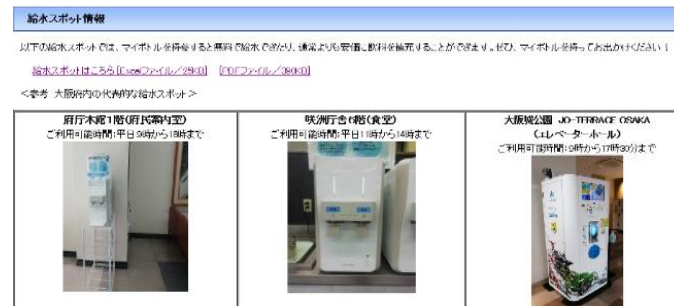 給水スポット情報
以下の給水スポットでは、マイボトルを持参すると無料で給水できたり、通常よりも安価に飲料を補充することができます。ぜひ、マイボトルを持ってお出かけください！
給水スポットはこちら [Excelファイル／25KB] [PDFファイル／390KB]
＜参考 大阪府内の代表的な給水スポット＞
府庁本館1階(府民案内室)
ご利用可能時間：平日9時から18時まで
咲洲庁舎6階(食堂)
ご利用可能時間：平日11時から14時まで
大阪城公園 JO-TERRACE OSAKA
(エレベーターホール)
ご利用可能時間：9時から17時30分まで